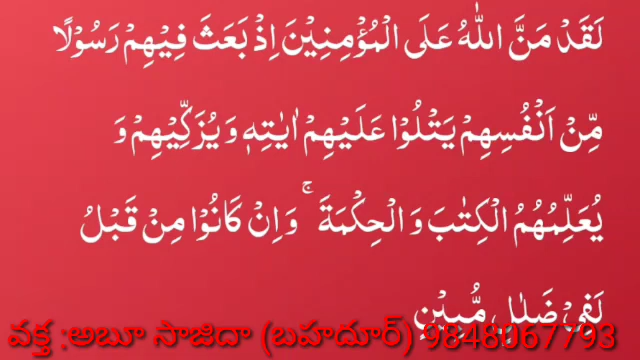 لَقَدْ مَنَّ اللّٰهُ عَلَی الْمُؤْمِنِیْنَ اِذْ بَعَثَ فِیْهِمْ رَسُوْلًا
مِّنْ اَنْفُسِهِمْ یَتْلُوْا عَلَیْهِمْ اٰیٰتِهٖ وَ یُزَكِّیْهِمْ وَ
یُعَلِّمُهُمُ الْكِتٰبَ وَ الْحِكْمَةَ ۚ وَ اِنْ كَانُوْا مِنْ قَبْلُ
لَفِیْ ضَلٰلٍ مُّبِیْنٍ
వక్త :అబూ సాజిదా (బహదూర్) 9848067793